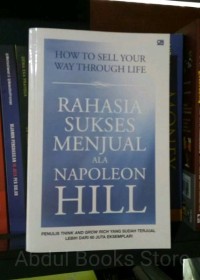 HOW TO SELL YOUR
WAY THROUGH LIFE
RAHASIA
SUKSES
MENJUAL
ALA
NAPOLEON
HILL
PENULIS THINK AND GROW RICH YANG SUDAH TERJUAL
LEBIH DARI 60 JUTA EKSEMPLAR!
Abdul Books Store